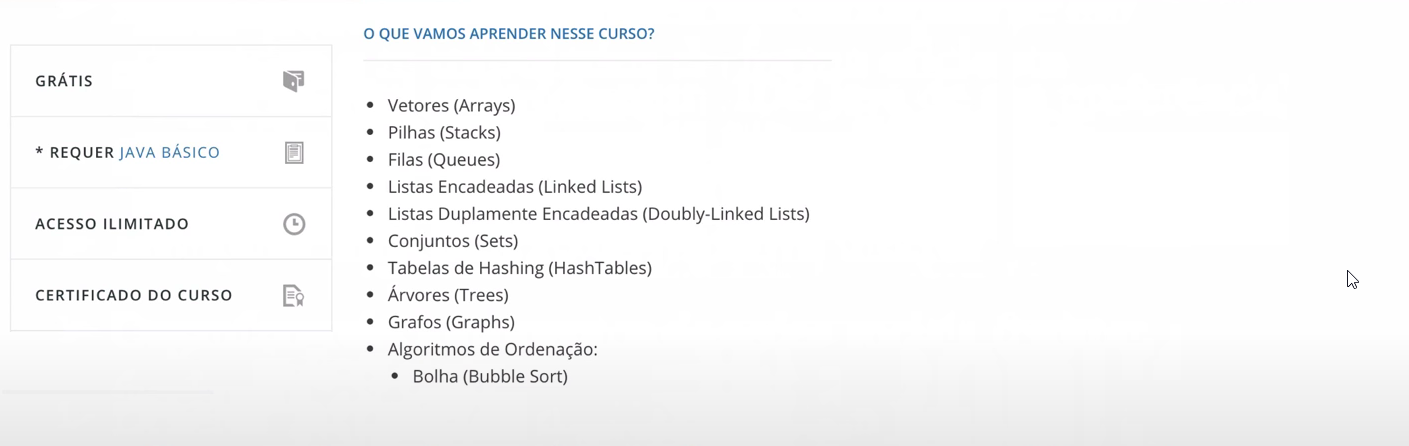 O QUE VAMOS APRENDER NESSE CURSO?
GRÁTIS
* REQUER JAVA BÁSICO
ACESSO ILIMITADO
CERTIFICADO DO CURSO
Vetores (Arrays)
Pilhas (Stacks)
Filas (Queues)
Listas Encadeadas (Linked Lists)
Listas Duplamente Encadeadas (Doubly-Linked Lists)
Conjuntos (Sets)
Tabelas de Hashing (HashTables)
Árvores (Trees)
Grafos (Graphs)
Algoritmos de Ordenação:
Bolha (Bubble Sort)